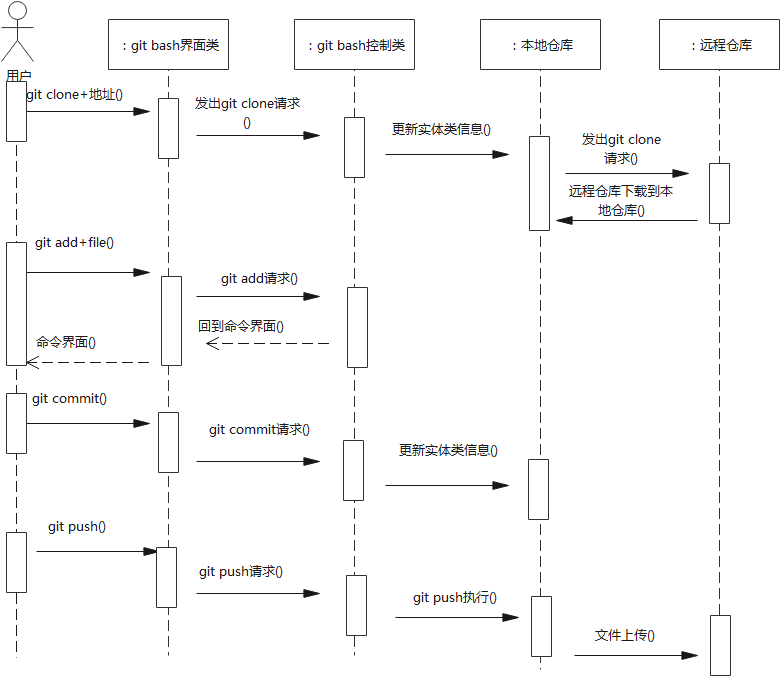 : git bash界面类
: git bash控制类
: 本地仓库
: 远程仓库
用户
git clone+地址()
发出git clone请求
()
更新实体类信息()
发出git clone
请求()
远程仓库下载到本
地仓库()
git add+file()
git add请求()
回到命令界面()
命令界面()
git commit()
git commit请求()
更新实体类信息()
git push()
git push请求()
git push执行()
文件上传()